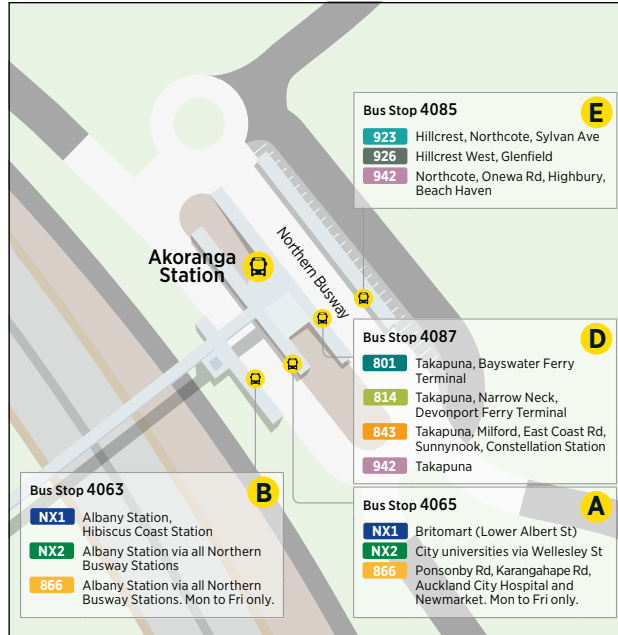 Bus Stop 4085
E
923 Hillcrest, Northcote, Sylvan Ave
926 Hillcrest West, Glenfield
942 Northcote, Onewa Rd, Highbury,
Beach Haven
Akoranga
Station
Northern Busway
Bus Stop 4087
D
801 Takapuna, Bayswater Ferry
Terminal
814 Takapuna, Narrow Neck,
Devonport Ferry Terminal
843 Takapuna, Milford, East Coast Rd,
Sunnynook, Constellation Station
942 Takapuna
Bus Stop 4063
B
NX1 Albany Station,
Hibiscus Coast Station
NX2 Albany Station via all Northern
Busway Stations
866 Albany Station via all Northern
Busway Stations. Mon to Fri only.
Bus Stop 4065
A
NX1 Britomart (Lower Albert St)
NX2 City universities via Wellesley St
866 Ponsonby Rd, Karangahape Rd,
Auckland City Hospital and
Newmarket. Mon to Fri only.